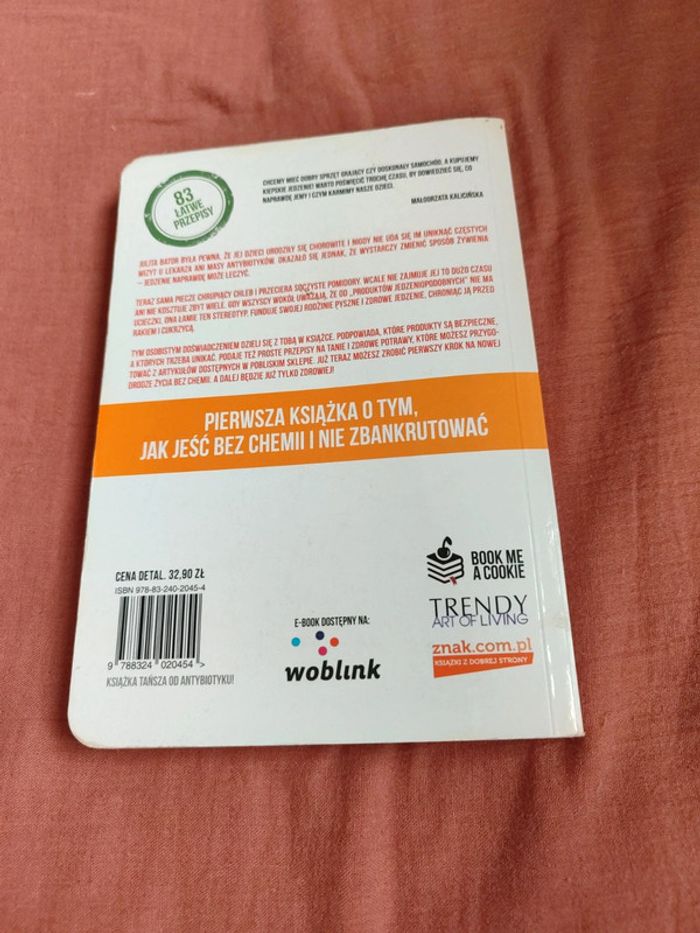 83
ŁATWE
PRZEPISY
CHCEMY MIEĆ DOBRY SPRZĘT GRAJĄCY CZY DOSKONAŁY SAMOCHÓD, A KUPUJEMY
KIEPSKIE JEDZENIE! WARTO POŚWIĘCIĆ TROCHĘ CZASU, BY DOWIEDZIEĆ SIĘ, CO
NAPRAWDĘ JEMY I CZYM KARMIMY NASZE DZIECI.
MAŁGORZATA KALICIŃSKA
JULITA BATOR BYŁA PEWNA, ŻE JEJ DZIECI URODZIŁY SIĘ CHOROWITE I NIGDY NIE UDA SIĘ IM UNIKNĄĆ CZĘSTYCH
WIZYT U LEKARZA ANI MASY ANTYBIOTYKÓW. OKAZAŁO SIĘ JEDNAK, ŻE WYSTARCZY ZMIENIĆ SPOSÓB ŻYWIENIA
– JEDZENIE NAPRAWDĘ MOŻE LECZYĆ.
TERAZ SAMA PIECZE CHRUPIĄCY CHLEB I PRZECIERA SOCZYSTE POMIDORY. WCALE NIE ZAJMUJE JEJ TO DUŻO CZASU
ANI NIE KOSZTUJE ZBYT WIELE. GDY WSZYSCY WOKÓŁ UWAŻAJĄ, ŻE OD „PRODUKTÓW JEDZENIOPODOBNYCH" NIE MA
UCIECZKI, ONA ŁAMIE TEN STEREOTYP. FUNDUJE SWOJEJ RODZINIE PYSZNE I ZDROWE JEDZENIE, CHRONIĄC JĄ PRZED
RAKIEM I CUKRZYCĄ.
TYM OSOBISTYM DOŚWIADCZENIEM DZIELI SIĘ Z TOBĄ W KSIĄŻCE. PODPOWIADA, KTÓRE PRODUKTY SĄ BEZPIECZNE,
A KTÓRYCH TRZEBA UNIKAĆ. PODAJE TEŻ PROSTE PRZEPISY NA TANIE I ZDROWE POTRAWY, KTÓRE MOŻESZ PRZYGO-
TOWAĆ Z ARTYKUŁÓW DOSTĘPNYCH W POBLISKIM SKLEPIE. JUŻ TERAZ MOŻESZ ZROBIĆ PIERWSZY KROK NA NOWEJ
DRODZE ŻYCIA BEZ CHEMII. A DALEJ BĘDZIE JUŻ TYLKO ZDROWIEJ!
PIERWSZA KSIĄŻKA O TYM,
JAK JEŚĆ BEZ CHEMII I NIE ZBANKRUTOWAĆ
CENA DETAL. 32,90 ZŁ
ISBN 978-83-240-2045-4
9 788324 020454 >
KSIĄŻKA TAŃSZA OD ANTYBIOTYKU!
E-BOOK DOSTĘPNY NA:
woblink
BOOK ME
A COOKIE
TRENDY
ART OF LIVING
znak.com.pl
KSIĄŻKI Z DOBREJ STRONY